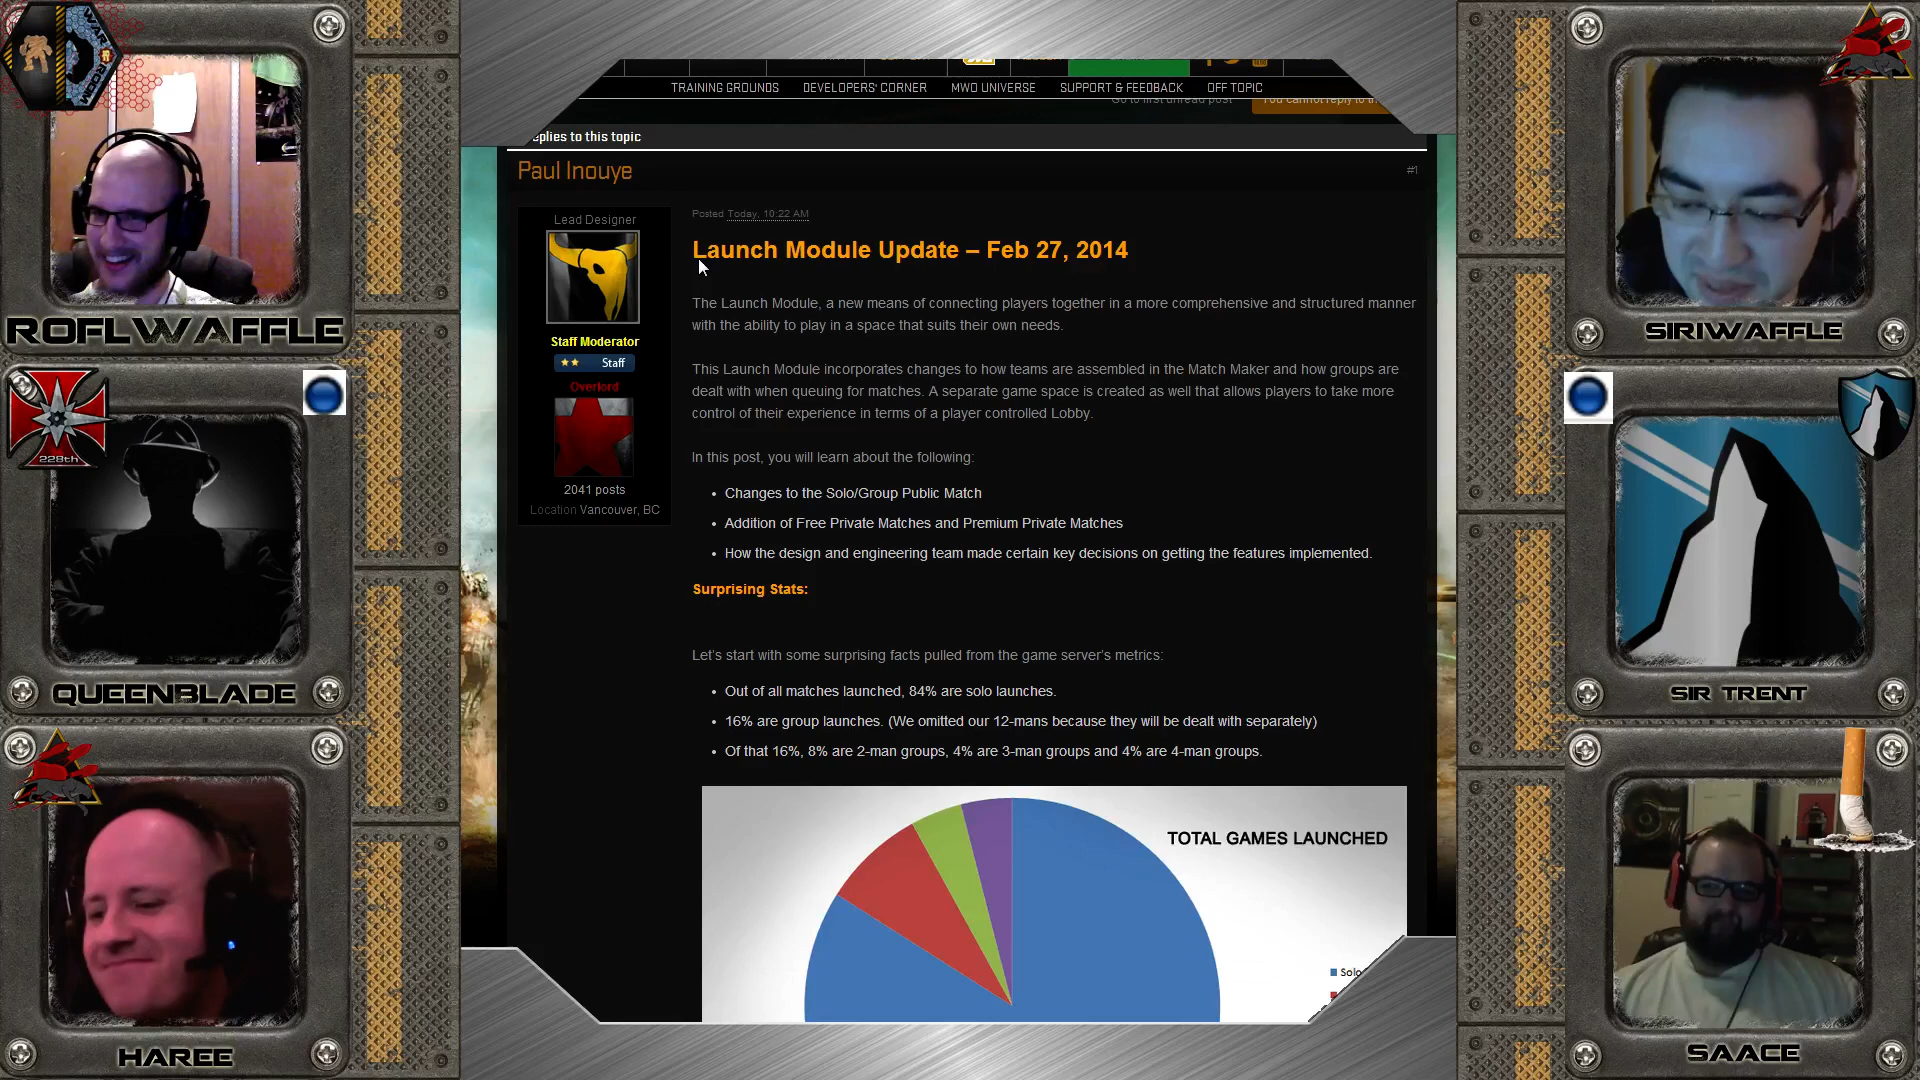 TRAINING GROUNDS DEVELOPERS' CORNER MWO UNIVERSE SUPPORT & FEEDBACK OFF TOPIC
Go to first unread post You cannot reply to th
eplies to this topic
Paul Inouye
#1
Lead Designer
Staff Moderator
Staff
Overlord
2041 posts
Location Vancouver, BC
Posted Today, 10:22 AM
Launch Module Update – Feb 27, 2014
The Launch Module, a new means of connecting players together in a more comprehensive and structured manner
with the ability to play in a space that suits their own needs.
This Launch Module incorporates changes to how teams are assembled in the Match Maker and how groups are
dealt with when queuing for matches. A separate game space is created as well that allows players to take more
control of their experience in terms of a player controlled Lobby.
In this post, you will learn about the following:
• Changes to the Solo/Group Public Match
• Addition of Free Private Matches and Premium Private Matches
• How the design and engineering team made certain key decisions on getting the features implemented.
Surprising Stats:
Let's start with some surprising facts pulled from the game server's metrics:
• Out of all matches launched, 84% are solo launches.
• 16% are group launches. (We omitted our 12-mans because they will be dealt with separately)
• Of that 16%, 8% are 2-man groups, 4% are 3-man groups and 4% are 4-man groups.
TOTAL GAMES LAUNCHED
Solo
ROFLWAFFLE
228th
QUEENBLADE
HAREE
SIRIWAFFLE
SIR TRENT
SAACE